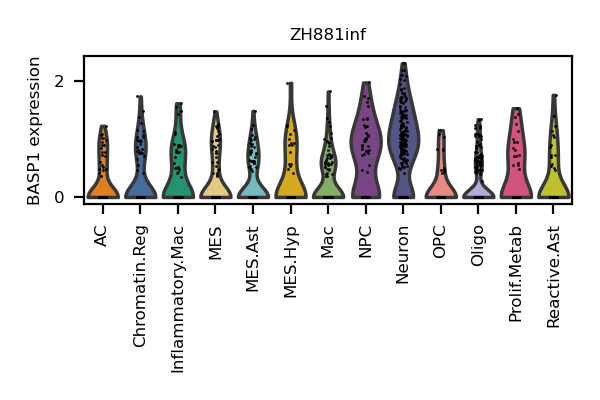 ZH881inf
BASP1 expression
2
0
AC
Chromatin.Reg
Inflammatory.Mac
MES
MES.Ast
MES.Hyp
Mac
NPC
Neuron
OPC
Oligo
Prolif.Metab
Reactive.Ast